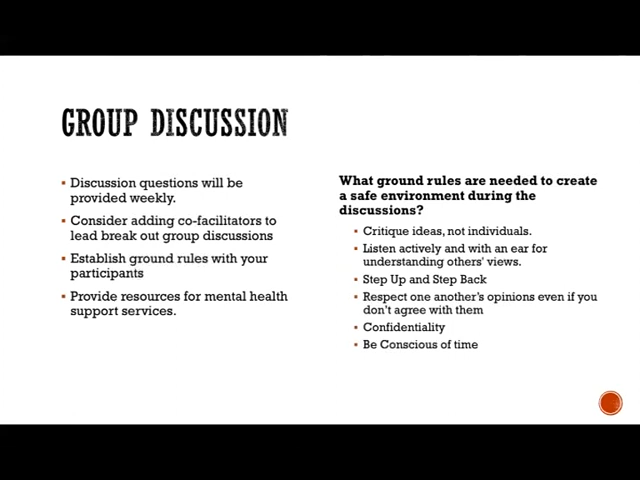 GROUP DISCUSSION
▪ Discussion questions will be
provided weekly.
▪ Consider adding co-facilitators to
lead break out group discussions
▪ Establish ground rules with your
participants
▪ Provide resources for mental health
support services.
What ground rules are needed to create
a safe environment during the
discussions?
▪ Critique ideas, not individuals.
▪ Listen actively and with an ear for
understanding others' views.
▪ Step Up and Step Back
▪ Respect one another's opinions even if you
don't agree with them
▪ Confidentiality
▪ Be Conscious of time